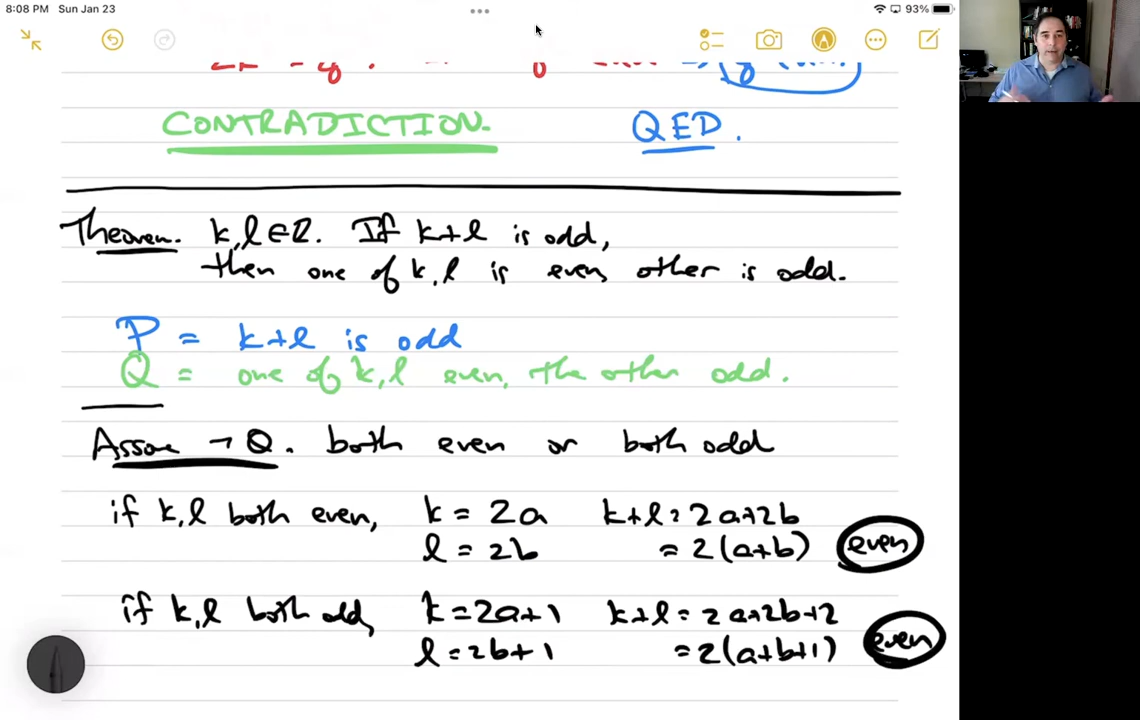 8:08 PM Sun Jan 23
93%
CONTRADICTION. QED.
Theorem. k, l ∈ ℤ. If k+l is odd,
then one of k, l is even, other is odd.
P = k+l is odd
Q = one of k, l even, the other odd.
Assume ¬Q. both even or both odd
if k, l both even, k = 2a k+l = 2a+2b
l = 2b = 2(a+b) even
if k, l both odd, k = 2a+1 k+l = 2a+2b+2
l = 2b+1 = 2(a+b+1) even